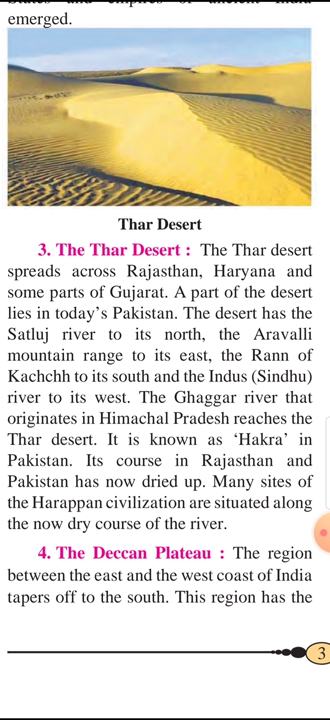 emerged.
Thar Desert
3. The Thar Desert : The Thar desert
spreads across Rajasthan, Haryana and
some parts of Gujarat. A part of the desert
lies in today’s Pakistan. The desert has the
Satluj river to its north, the Aravalli
mountain range to its east, the Rann of
Kachchh to its south and the Indus (Sindhu)
river to its west. The Ghaggar river that
originates in Himachal Pradesh reaches the
Thar desert. It is known as ‘Hakra’ in
Pakistan. Its course in Rajasthan and
Pakistan has now dried up. Many sites of
the Harappan civilization are situated along
the now dry course of the river.
4. The Deccan Plateau : The region
between the east and the west coast of India
tapers off to the south. This region has the
3